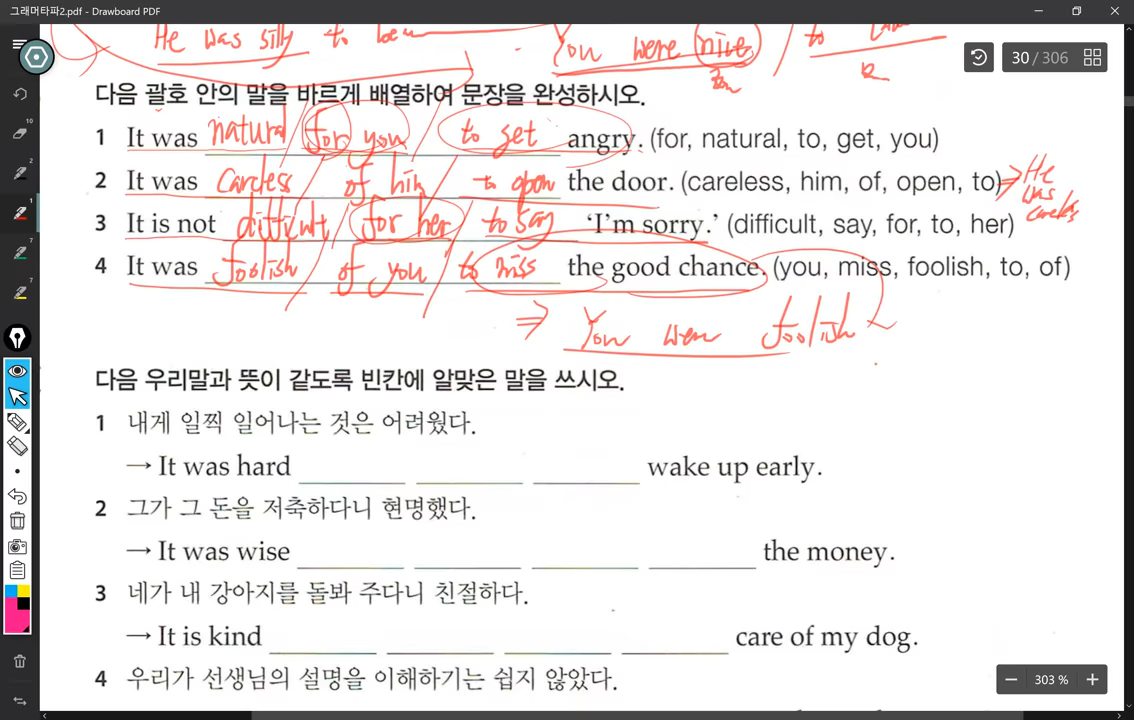 그래머타파2.pdf - Drawboard PDF
He was silly to
You were nice / to
30 / 306
다음 괄호 안의 말을 바르게 배열하여 문장을 완성하시오.
1 It was natural / for you / to get angry. (for, natural, to, get, you)
2 It was careless / of him / to open the door. (careless, him, of, open, to) ⇒ He was careless
3 It is not difficult / for her / to say 'I'm sorry.' (difficult, say, for, to, her)
4 It was foolish / of you / to miss the good chance. (you, miss, foolish, to, of)
⇒ You were foolish ~
다음 우리말과 뜻이 같도록 빈칸에 알맞은 말을 쓰시오.
1 내게 일찍 일어나는 것은 어려웠다.
→ It was hard ______ ______ ______ wake up early.
2 그가 그 돈을 저축하다니 현명했다.
→ It was wise ______ ______ ______ ______ the money.
3 네가 내 강아지를 돌봐 주다니 친절하다.
→ It is kind ______ ______ ______ ______ care of my dog.
4 우리가 선생님의 설명을 이해하기는 쉽지 않았다.
303 %